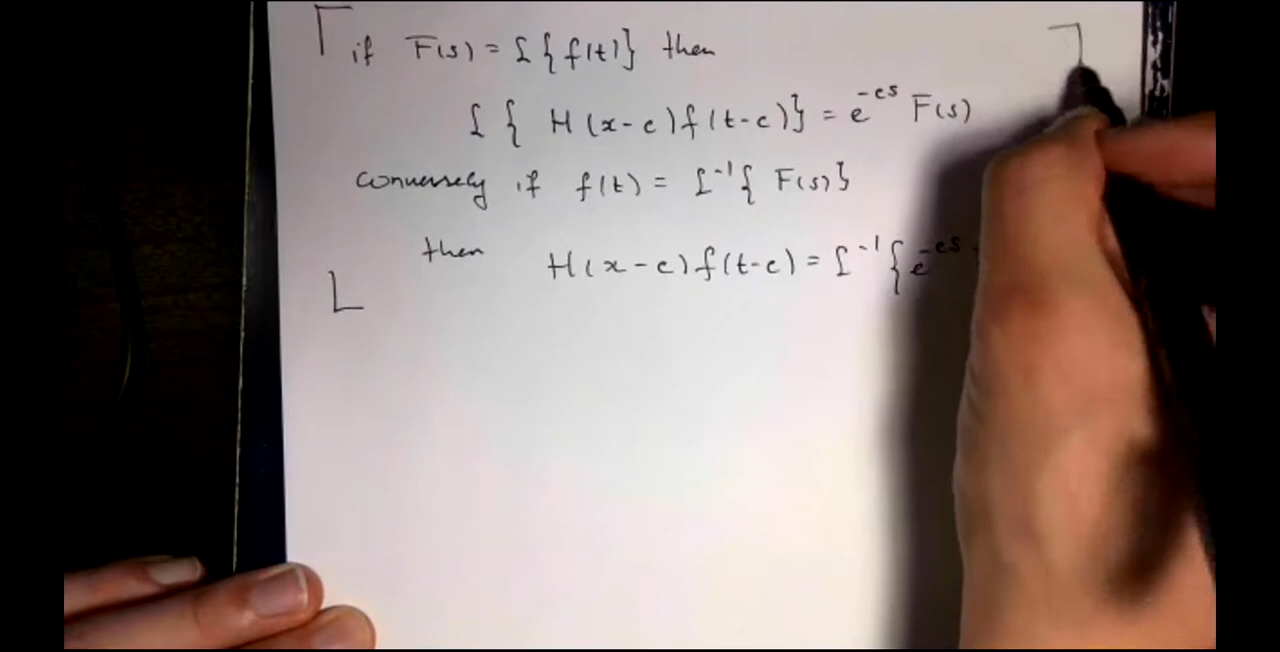 if F(s) = £{f(t)} then
£{ H(x-c)f(t-c)} = e^{-cs} F(s)
conversely if f(t) = £^{-1}{ F(s)}
then H(x-c)f(t-c) = £^{-1}{e^{-cs}